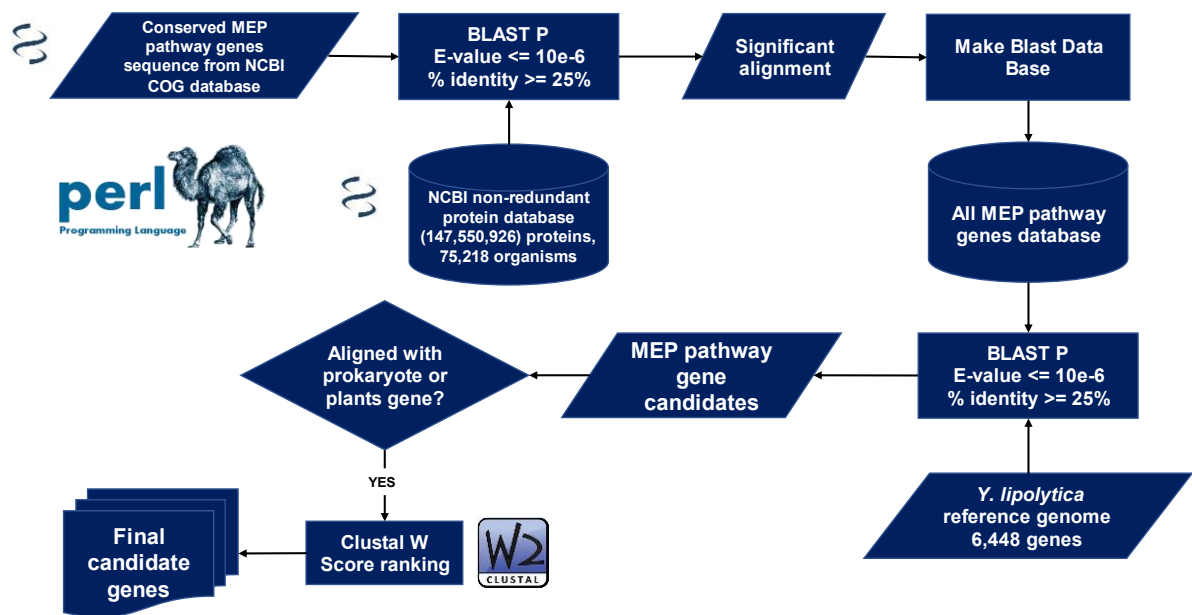 Conserved MEP
pathway genes
sequence from NCBI
COG database
BLAST P
E-value <= 10e-6
% identity >= 25%
Significant
alignment
Make Blast Data
Base
perl
Programming Language
NCBI non-redundant
protein database
(147,550,926) proteins,
75,218 organisms
All MEP pathway
genes database
Aligned with
prokaryote or
plants gene?
MEP pathway
gene
candidates
BLAST P
E-value <= 10e-6
% identity >= 25%
YES
Y. lipolytica
reference genome
6,448 genes
Final
candidate
genes
Clustal W
Score ranking
W2
CLUSTAL